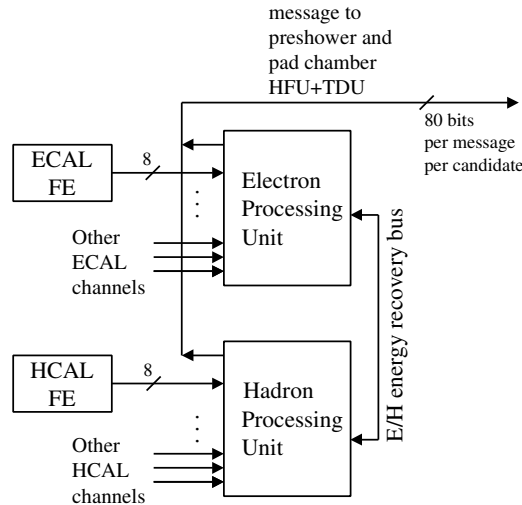 message to
preshower and
pad chamber
HFU+TDU
80 bits
per message
per candidate
ECAL
FE
8
Electron
Processing
Unit
Other
ECAL
channels
E/H energy recovery bus
HCAL
FE
8
Hadron
Processing
Unit
Other
HCAL
channels